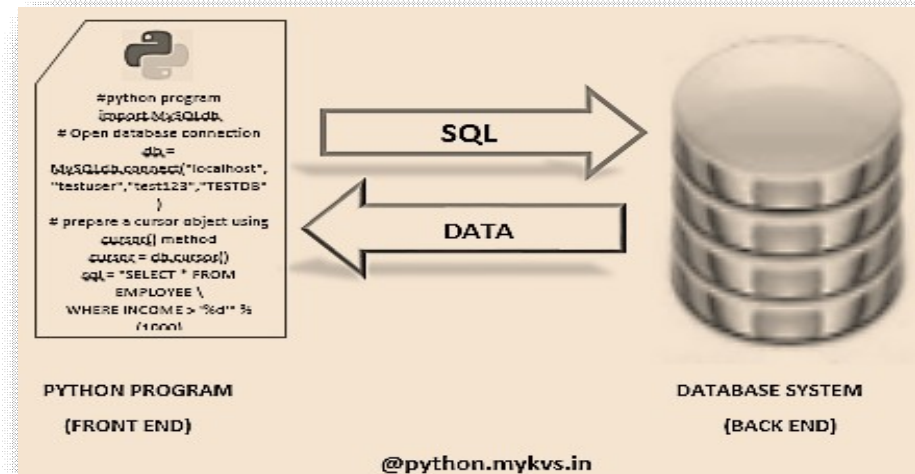 #python program
import MySQLdb
# Open database connection
db =
MySQLdb.connect("localhost",
"testuser","test123","TESTDB"
)
# prepare a cursor object using
cursor() method
cursor = db.cursor()
sql = "SELECT * FROM
EMPLOYEE \
WHERE INCOME > '%d'" %
(1000)
SQL
DATA
PYTHON PROGRAM
(FRONT END)
DATABASE SYSTEM
(BACK END)
@python.mykvs.in